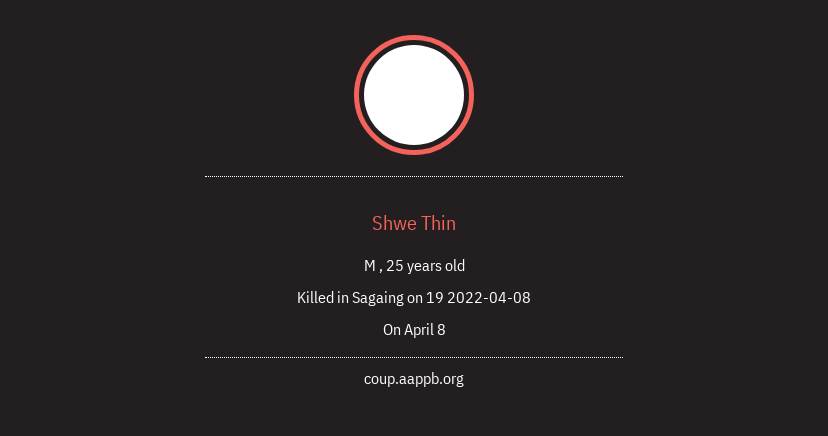 Shwe Thin
M , 25 years old
Killed in Sagaing on 19 2022-04-08
On April 8
coup.aappb.org